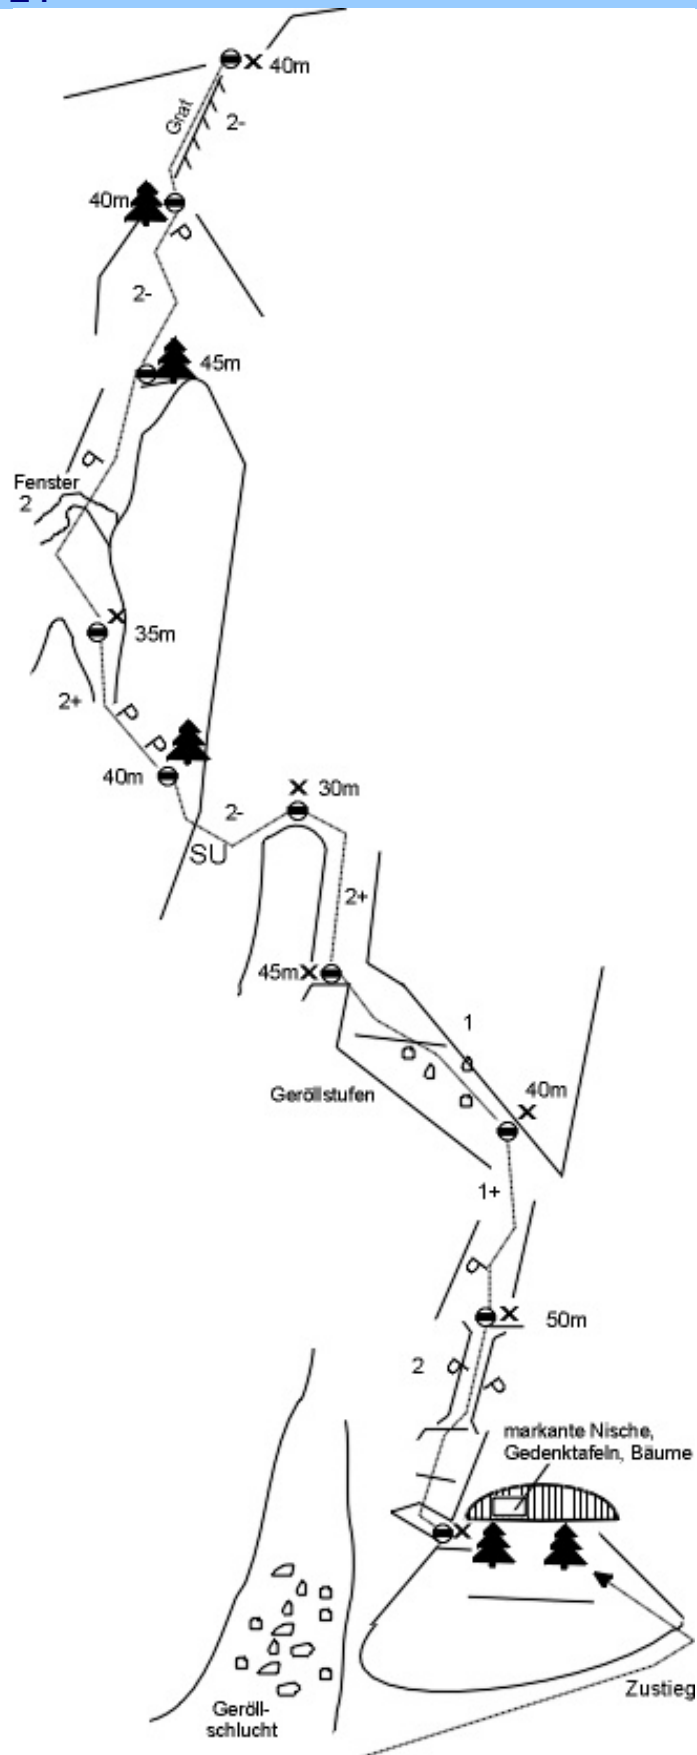 40m
Grat
2-
40m
2-
45m
Fenster
2
35m
2+
40m
30m
2-
SU
2+
45m
1
40m
Geröllstufen
1+
50m
2
markante Nische,
Gedenktafeln, Bäume
Zustieg
Geröll-
schlucht